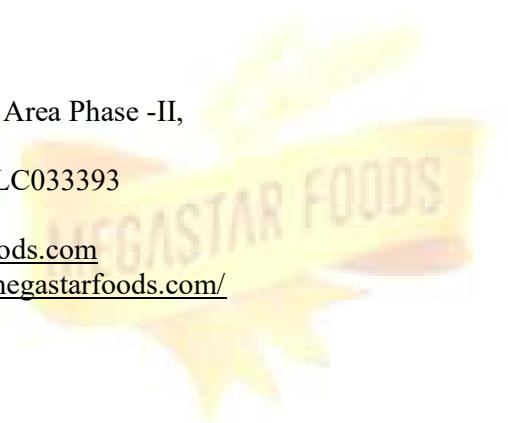 Area Phase -II,
LC033393
MEGASTAR FOODS
ods.com
negastarfoods.com/